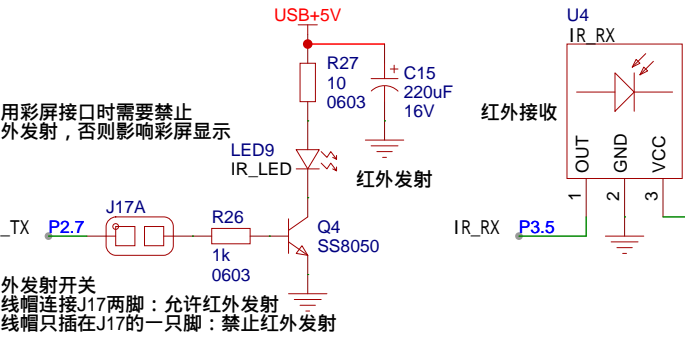 USB+5V
R27
10
0603
C15
220uF
16V
用彩屏接口时需要禁止
外发射，否则影响彩屏显示
LED9
IR_LED
红外发射
_TX
P2.7
J17A
R26
1k
0603
Q4
SS8050
外发射开关
线帽连接J17两脚：允许红外发射
线帽只插在J17的一只脚：禁止红外发射
U4
IR_RX
红外接收
OUT
GND
VCC
1
2
3
IR_RX
P3.5